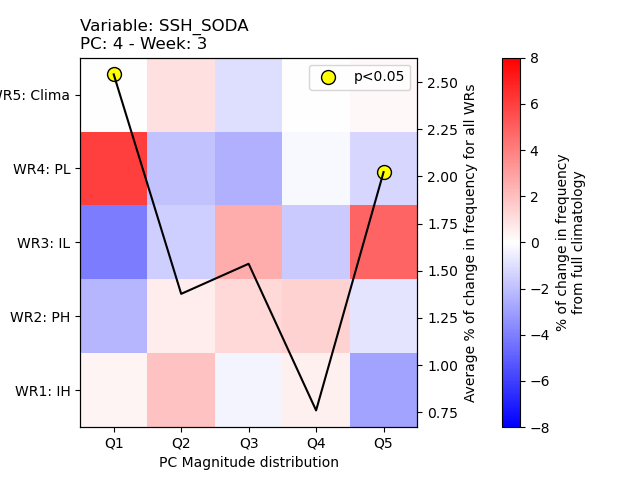 Variable: SSH_SODA
PC: 4 - Week: 3
p<0.05
WR5: Clima
WR4: PL
WR3: IL
WR2: PH
WR1: IH
Q1 Q2 Q3 Q4 Q5
PC Magnitude distribution
2.50
2.25
2.00
1.75
1.50
1.25
1.00
0.75
Average % of change in frequency for all WRs
8
6
4
2
0
−2
−4
−6
−8
% of change in frequency
from full climatology